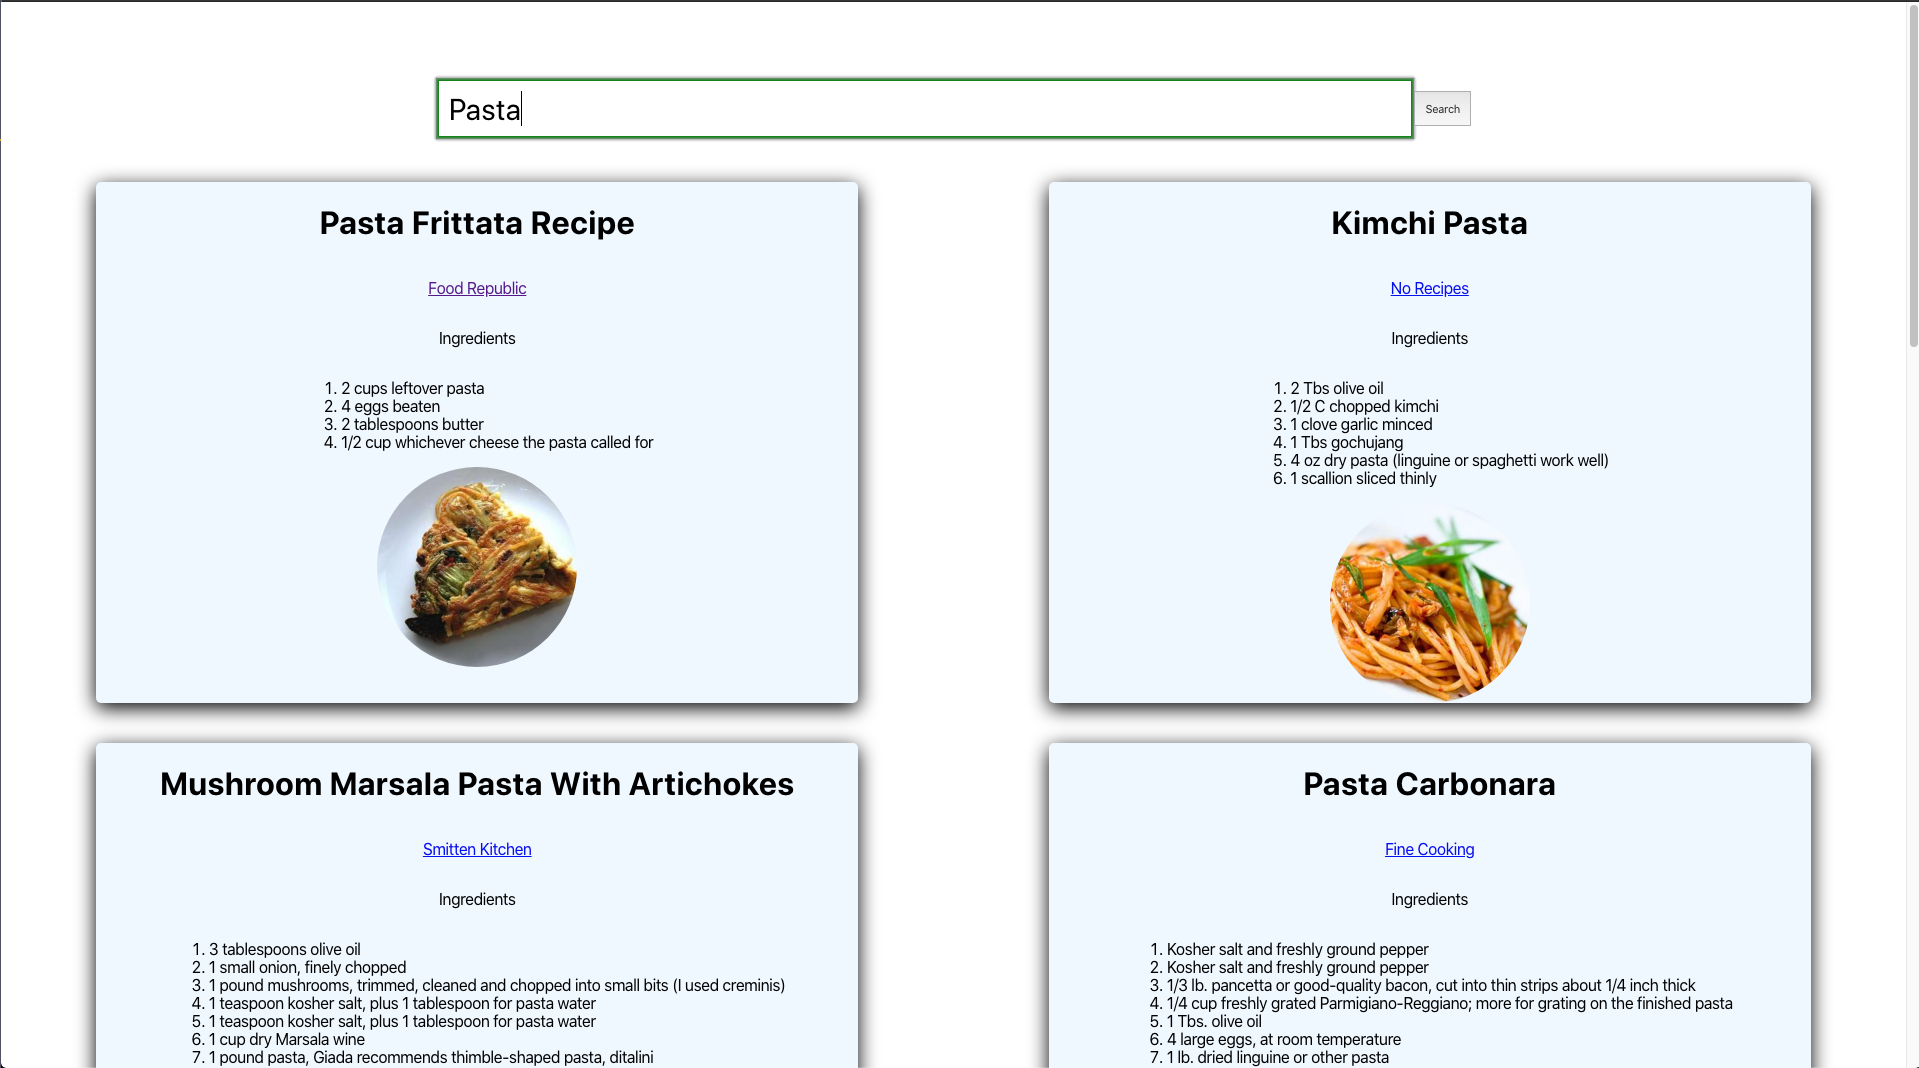 Pasta
Search
Pasta Frittata Recipe
Food Republic
Ingredients
1. 2 cups leftover pasta
2. 4 eggs beaten
3. 2 tablespoons butter
4. 1/2 cup whichever cheese the pasta called for
Kimchi Pasta
No Recipes
Ingredients
1. 2 Tbs olive oil
2. 1/2 C chopped kimchi
3. 1 clove garlic minced
4. 1 Tbs gochujang
5. 4 oz dry pasta (linguine or spaghetti work well)
6. 1 scallion sliced thinly
Mushroom Marsala Pasta With Artichokes
Smitten Kitchen
Ingredients
1. 3 tablespoons olive oil
2. 1 small onion, finely chopped
3. 1 pound mushrooms, trimmed, cleaned and chopped into small bits (I used creminis)
4. 1 teaspoon kosher salt, plus 1 tablespoon for pasta water
5. 1 teaspoon kosher salt, plus 1 tablespoon for pasta water
6. 1 cup dry Marsala wine
7. 1 pound pasta, Giada recommends thimble-shaped pasta, ditalini
Pasta Carbonara
Fine Cooking
Ingredients
1. Kosher salt and freshly ground pepper
2. Kosher salt and freshly ground pepper
3. 1/3 lb. pancetta or good-quality bacon, cut into thin strips about 1/4 inch thick
4. 1/4 cup freshly grated Parmigiano-Reggiano; more for grating on the finished pasta
5. 1 Tbs. olive oil
6. 4 large eggs, at room temperature
7. 1 lb. dried linguine or other pasta